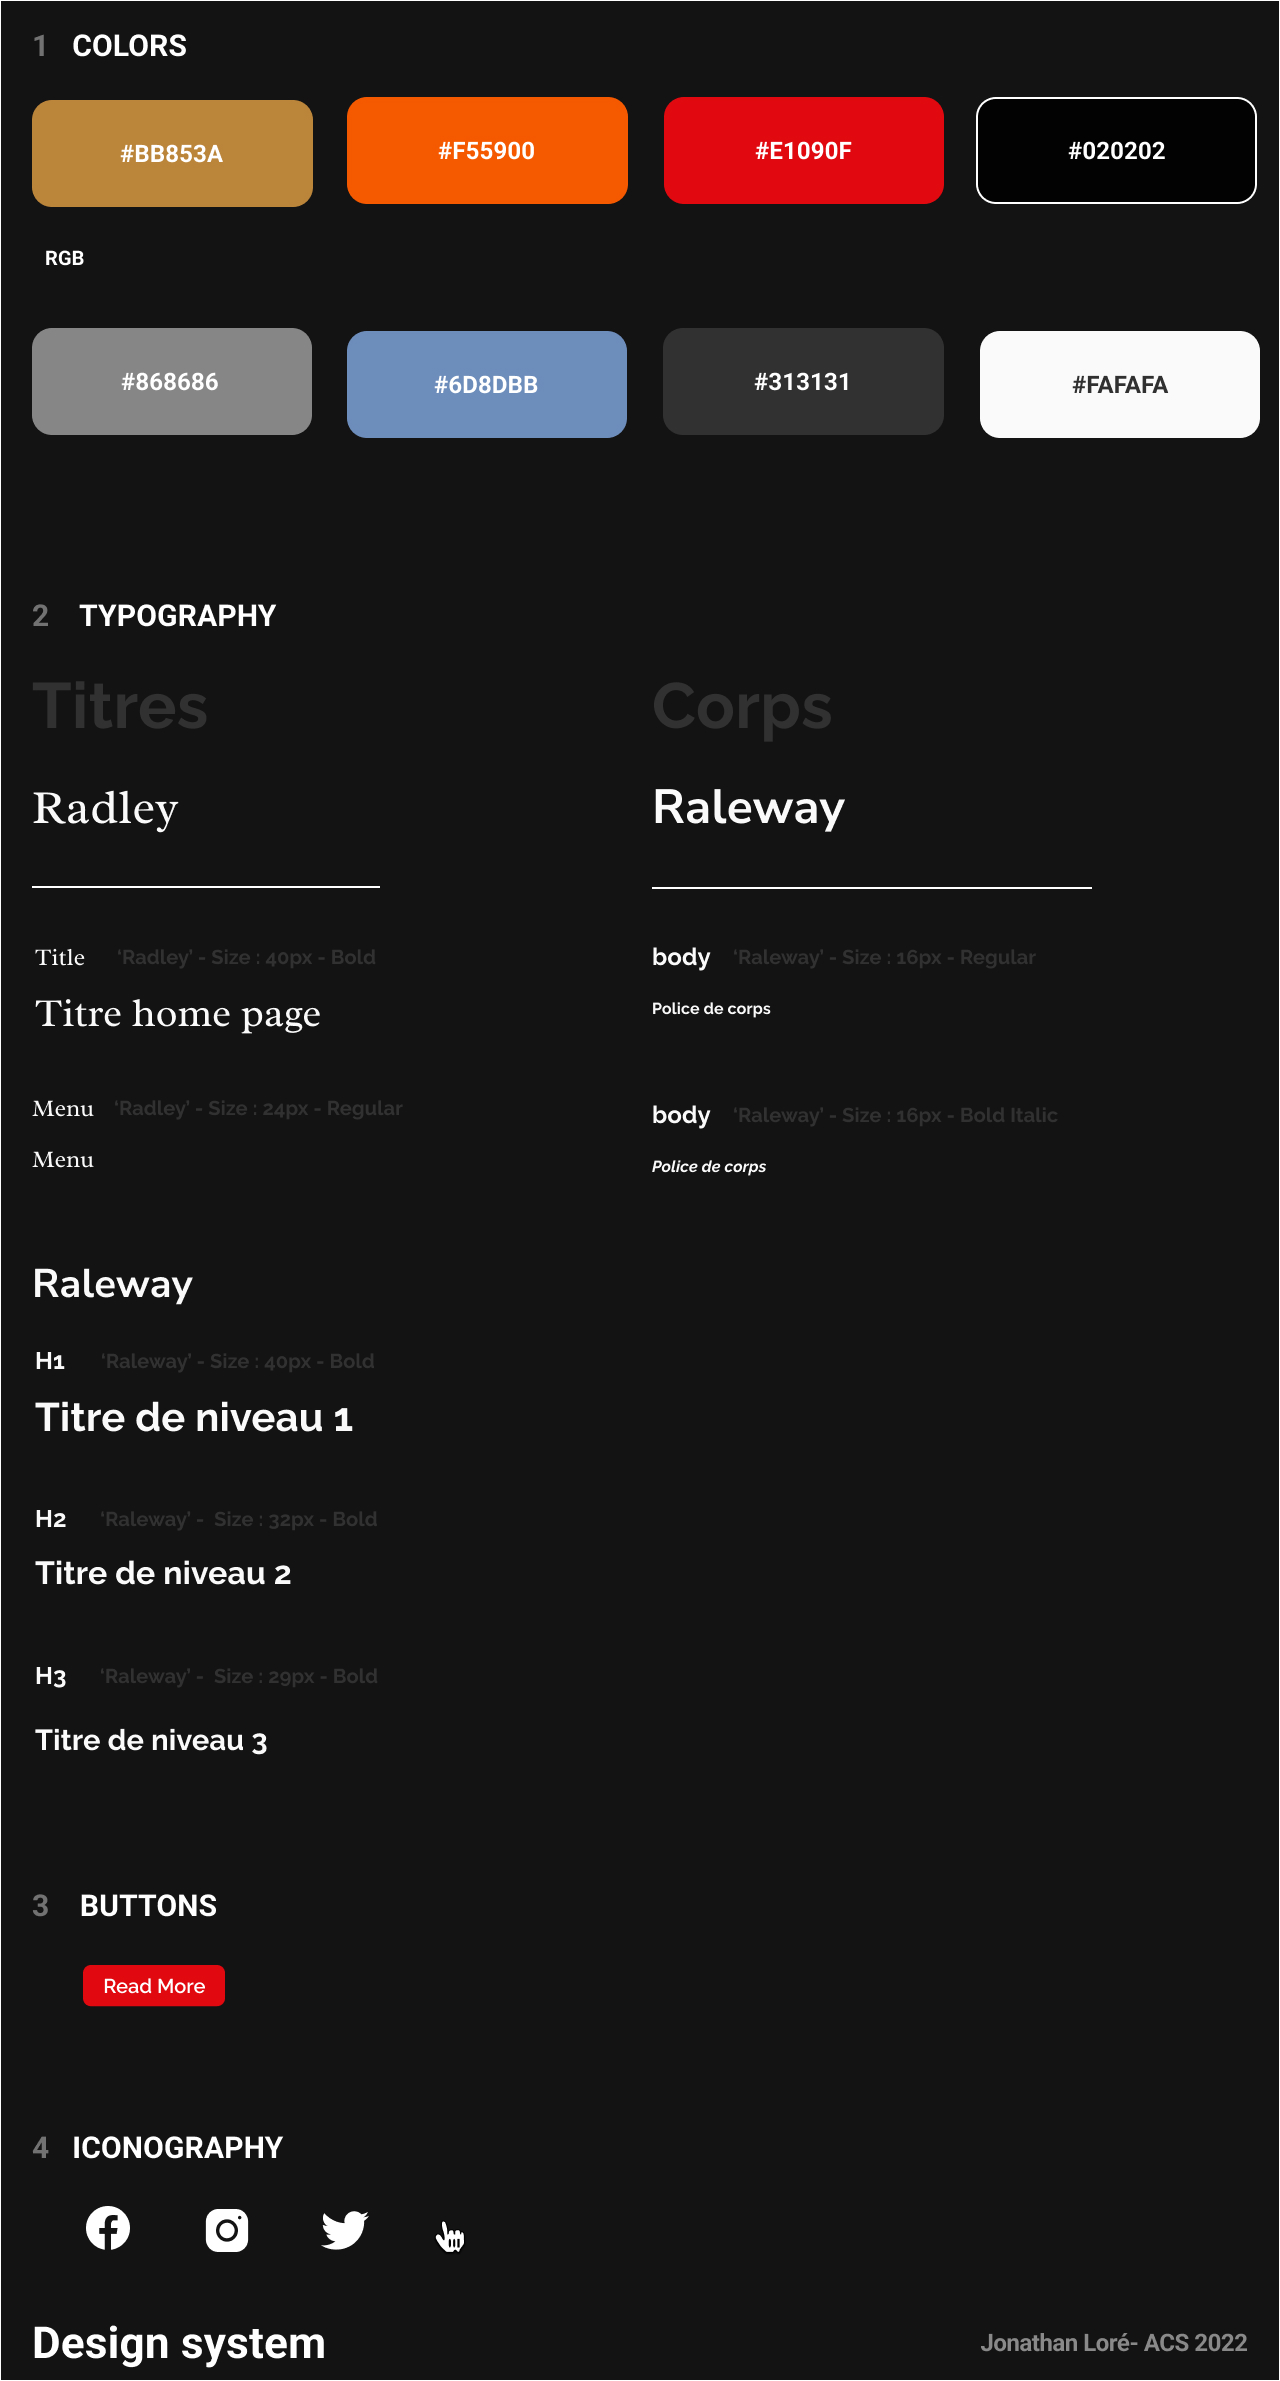 1 COLORS
#BB853A #F55900 #E1090F #020202
RGB
#868686 #6D8DBB #313131 #FAFAFA
2 TYPOGRAPHY
Titres
Radley
Title ‘Radley’ - Size : 40px - Bold
Titre home page
Menu ‘Radley’ - Size : 24px - Regular
Menu
Corps
Raleway
body ‘Raleway’ - Size : 16px - Regular
Police de corps
body ‘Raleway’ - Size : 16px - Bold Italic
Police de corps
Raleway
H1 ‘Raleway’ - Size : 40px - Bold
Titre de niveau 1
H2 ‘Raleway’ - Size : 32px - Bold
Titre de niveau 2
H3 ‘Raleway’ - Size : 29px - Bold
Titre de niveau 3
3 BUTTONS
Read More
4 ICONOGRAPHY
Design system
Jonathan Loré- ACS 2022